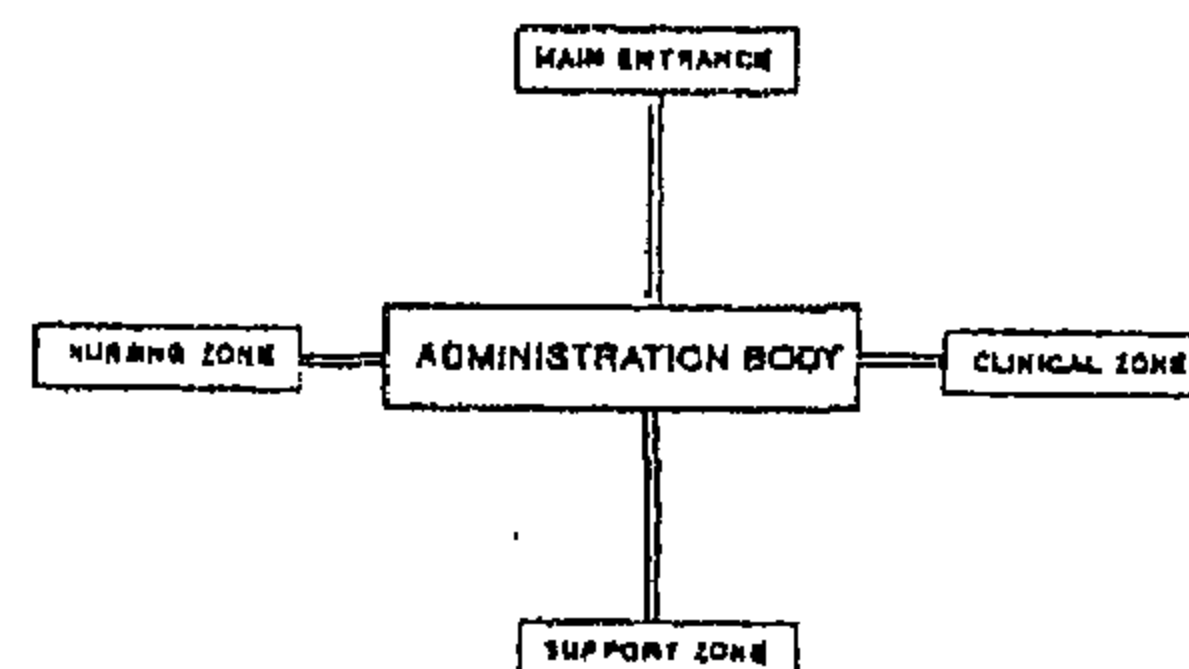 MAIN ENTRANCE
NURSING ZONE
ADMINISTRATION BODY
CLINICAL ZONE
SUPPORT ZONE